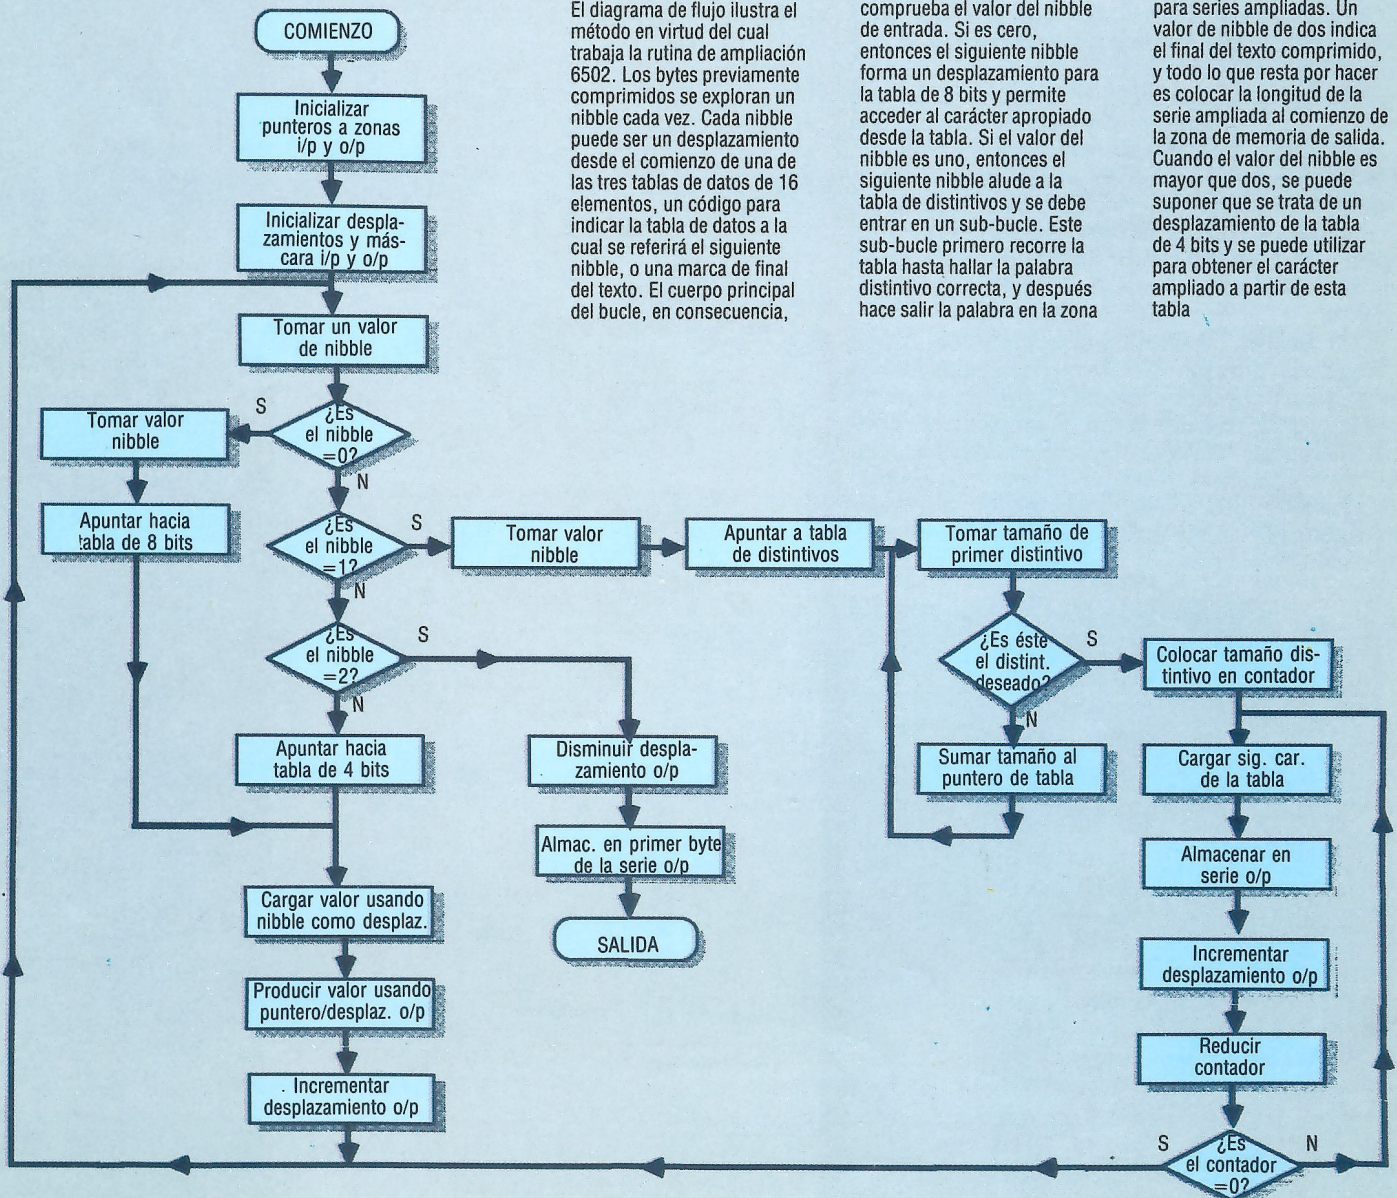 El diagrama de flujo ilustra el
método en virtud del cual
trabaja la rutina de ampliación
6502. Los bytes previamente
comprimidos se exploran un
nibble cada vez. Cada nibble
puede ser un desplazamiento
desde el comienzo de una de
las tres tablas de datos de 16
elementos, un código para
indicar la tabla de datos a la
cual se referirá el siguiente
nibble, o una marca de final
del texto. El cuerpo principal
del bucle, en consecuencia,
comprueba el valor del nibble
de entrada. Si es cero,
entonces el siguiente nibble
forma un desplazamiento para
la tabla de 8 bits y permite
acceder al carácter apropiado
desde la tabla. Si el valor del
nibble es uno, entonces el
siguiente nibble alude a la
tabla de distintivos y se debe
entrar en un sub-bucle. Este
sub-bucle primero recorre la
tabla hasta hallar la palabra
distintivo correcta, y después
hace salir la palabra en la zona
para series ampliadas. Un
valor de nibble de dos indica
el final del texto comprimido,
y todo lo que resta por hacer
es colocar la longitud de la
serie ampliada al comienzo de
la zona de memoria de salida.
Cuando el valor del nibble es
mayor que dos, se puede
suponer que se trata de un
desplazamiento de la tabla
de 4 bits y se puede utilizar
para obtener el carácter
ampliado a partir de esta
tabla
COMIENZO
Inicializar
punteros a zonas
i/p y o/p
Inicializar despla-
zamientos y más-
cara i/p y o/p
Tomar un valor
de nibble
¿Es
el nibble
=0?
S
N
Tomar valor
nibble
Apuntar hacia
tabla de 8 bits
¿Es
el nibble
=1?
S
N
Tomar valor
nibble
Apuntar a tabla
de distintivos
Tomar tamaño de
primer distintivo
¿Es éste
el distint.
deseado?
S
N
Sumar tamaño al
puntero de tabla
Colocar tamaño dis-
tintivo en contador
Cargar sig. car.
de la tabla
Almacenar en
serie o/p
Incrementar
desplazamiento o/p
Reducir
contador
¿Es
el contador
=0?
S
N
¿Es
el nibble
=2?
S
N
Disminuir despla-
zamiento o/p
Almac. en primer byte
de la serie o/p
SALIDA
Apuntar hacia
tabla de 4 bits
Cargar valor usando
nibble como desplaz.
Producir valor usando
puntero/desplaz. o/p
Incrementar
desplazamiento o/p